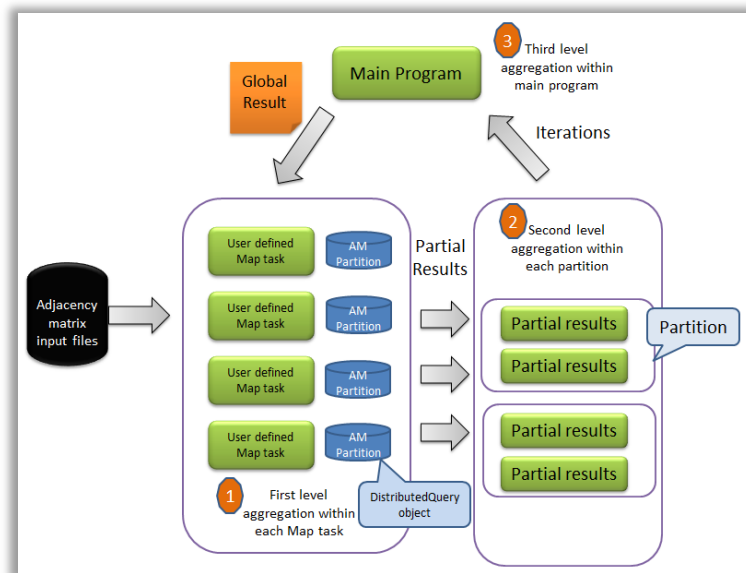 3
Third level
aggregation within
main program
Main Program
Global
Result
Iterations
Adjacency
matrix
input files
User defined
Map task
AM
Partition
User defined
Map task
AM
Partition
User defined
Map task
AM
Partition
User defined
Map task
AM
Partition
1
First level
aggregation within
each Map task
DistributedQuery
object
Partial
Results
2
Second level
aggregation within
each partition
Partial results
Partial results
Partition
Partial results
Partial results